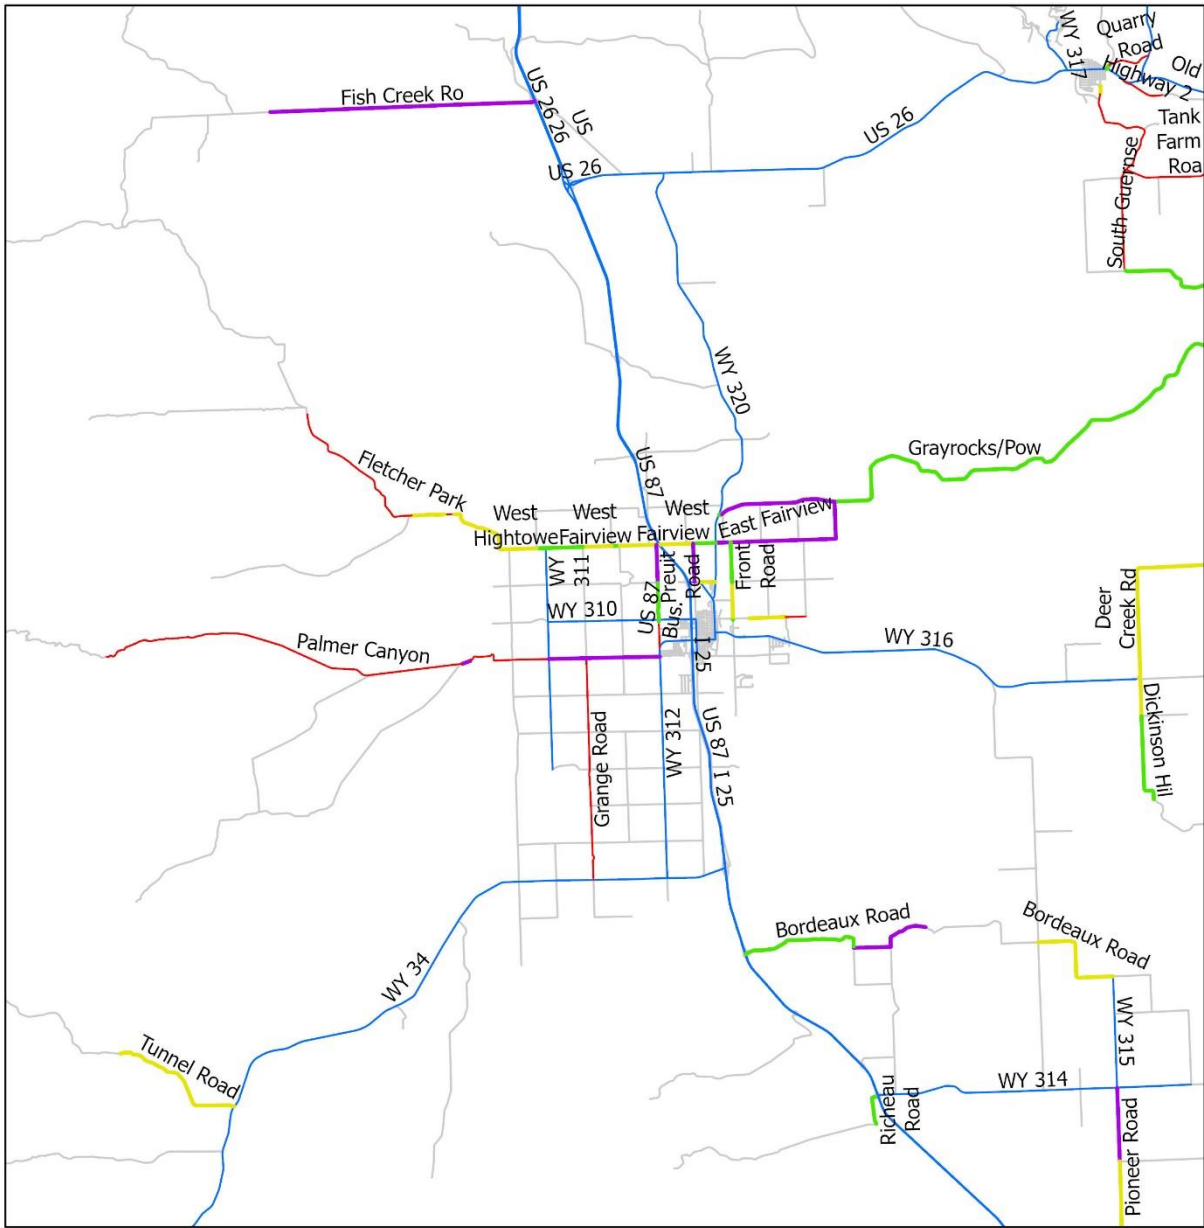 WY 317
Quarry
Road
Old
Highway 2
Tank
Farm
Roa
South Guernse
Fish Creek Ro
US 26
26
US
US 26
US 26
WY 320
US 87
Grayrocks/Pow
Fletcher Park
West
Hightowe
West
Fairview
West
Fairview
East Fairview
WY
311
WY 310
US 87
Bus.
Preuit
Road
Front
Road
I 25
WY 316
Deer
Creek Rd
Dickinson Hil
Palmer Canyon
Grange Road
WY 312
US 87 I 25
Bordeaux Road
Bordeaux Road
WY 34
Tunnel Road
WY 315
WY 314
Richeau
Road
Pioneer Road